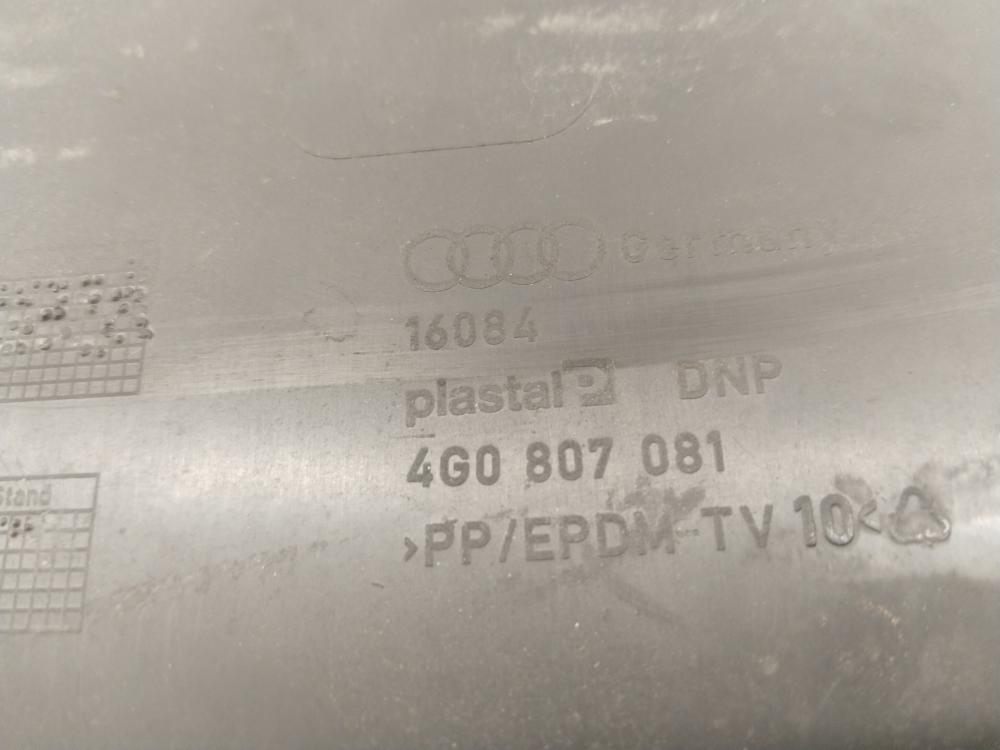 Germany
16084
plastal P DNP
4G0 807 081
>PP/EPDM-TV 10<
Stand